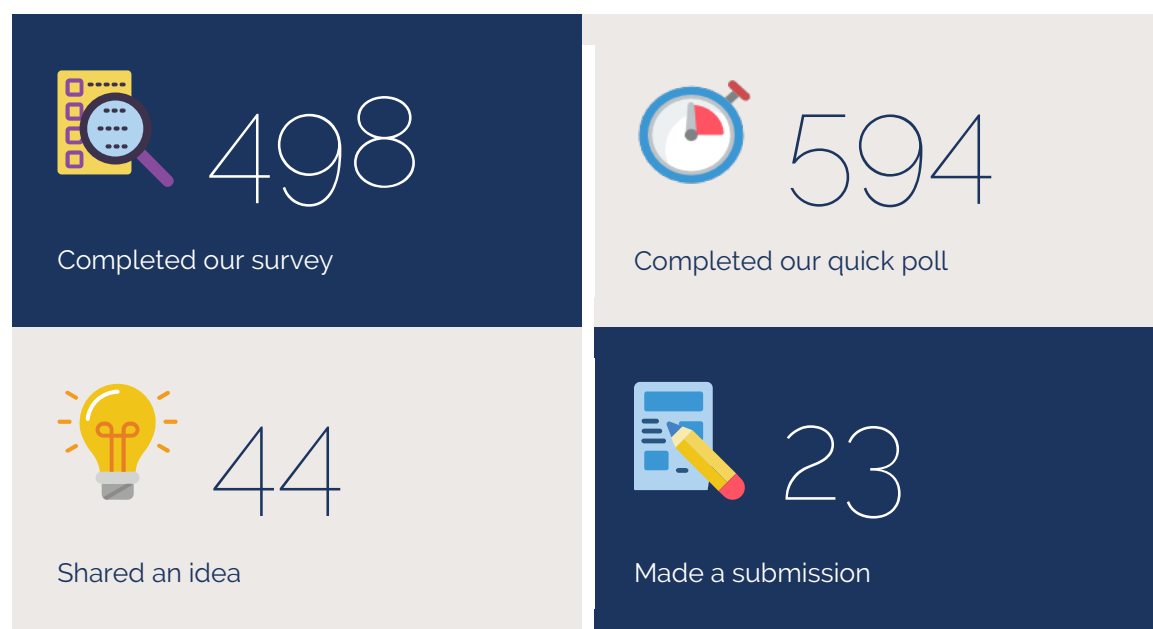 498
Completed our survey
594
Completed our quick poll
44
Shared an idea
23
Made a submission